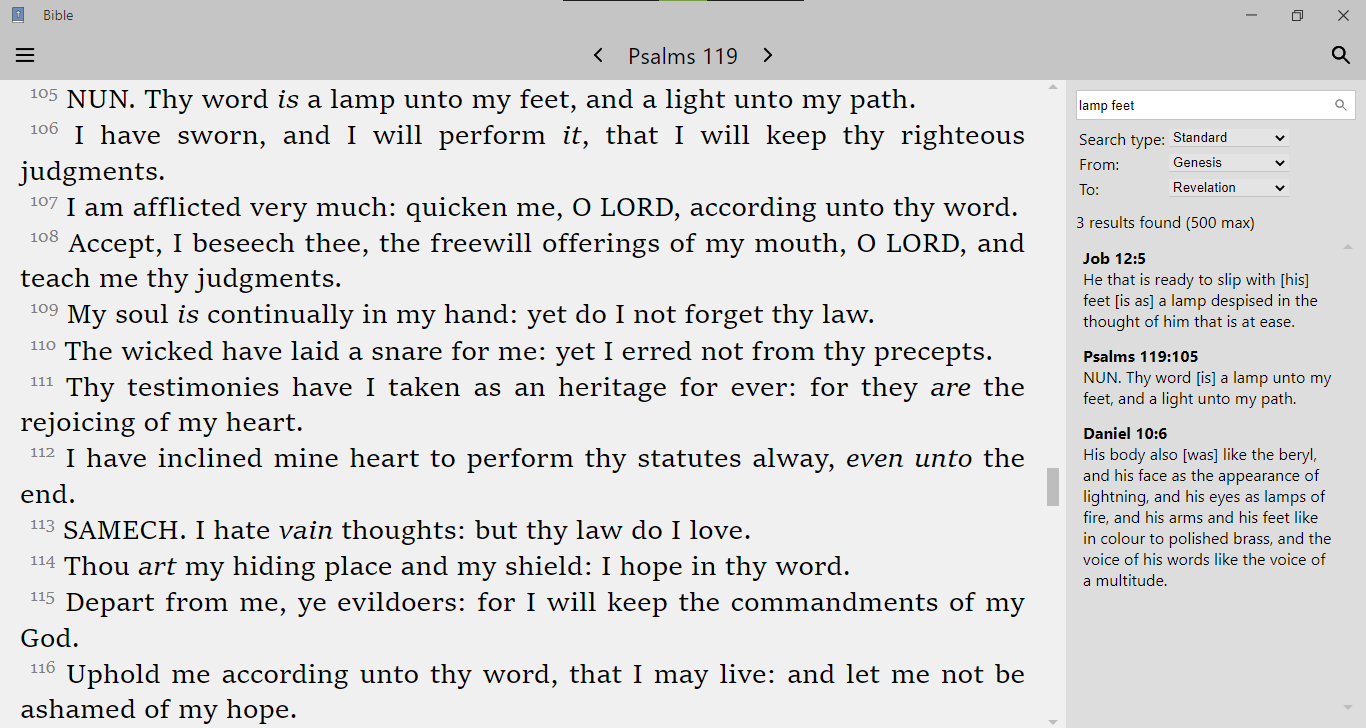 Bible
Psalms 119
105 NUN. Thy word is a lamp unto my feet, and a light unto my path.
106 I have sworn, and I will perform it, that I will keep thy righteous
judgments.
107 I am afflicted very much: quicken me, O LORD, according unto thy word.
108 Accept, I beseech thee, the freewill offerings of my mouth, O LORD, and
teach me thy judgments.
109 My soul is continually in my hand: yet do I not forget thy law.
110 The wicked have laid a snare for me: yet I erred not from thy precepts.
111 Thy testimonies have I taken as an heritage for ever: for they are the
rejoicing of my heart.
112 I have inclined mine heart to perform thy statutes alway, even unto the
end.
113 SAMECH. I hate vain thoughts: but thy law do I love.
114 Thou art my hiding place and my shield: I hope in thy word.
115 Depart from me, ye evildoers: for I will keep the commandments of my
God.
116 Uphold me according unto thy word, that I may live: and let me not be
ashamed of my hope.
lamp feet
Search type: Standard
From: Genesis
To: Revelation
3 results found (500 max)
Job 12:5
He that is ready to slip with [his]
feet [is as] a lamp despised in the
thought of him that is at ease.
Psalms 119:105
NUN. Thy word [is] a lamp unto my
feet, and a light unto my path.
Daniel 10:6
His body also [was] like the beryl,
and his face as the appearance of
lightning, and his eyes as lamps of
fire, and his arms and his feet like
in colour to polished brass, and the
voice of his words like the voice of
a multitude.